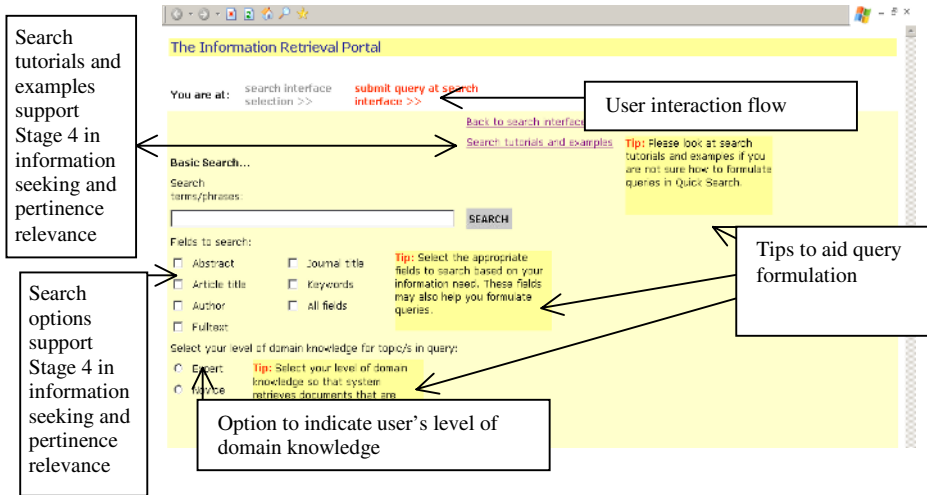 Search
tutorials and
examples
support
Stage 4 in
information
seeking and
pertinence
relevance
The Information Retrieval Portal
You are at:
search interface
selection >>
submit query at search
interface >>
User interaction flow
Back to search interface
Search tutorials and examples
Tip: Please look at search
tutorials and examples if you
are not sure how to formulate
queries in Quick Search.
Basic Search...
Search
terms/phrases:
SEARCH
Tips to aid query
formulation
Fields to search:
Abstract
Journal title
Article title
Keywords
Author
All fields
Fulltext
Tip: Select the appropriate
fields to search based on your
information need. These fields
may also help you formulate
queries.
Search
options
support
Stage 4 in
information
seeking and
pertinence
relevance
Select your level of domain knowledge for topic/s in query:
Expert
Novice
Tip: Select your level of domain
knowledge so that system
retrieves documents that are
Option to indicate user's level of
domain knowledge